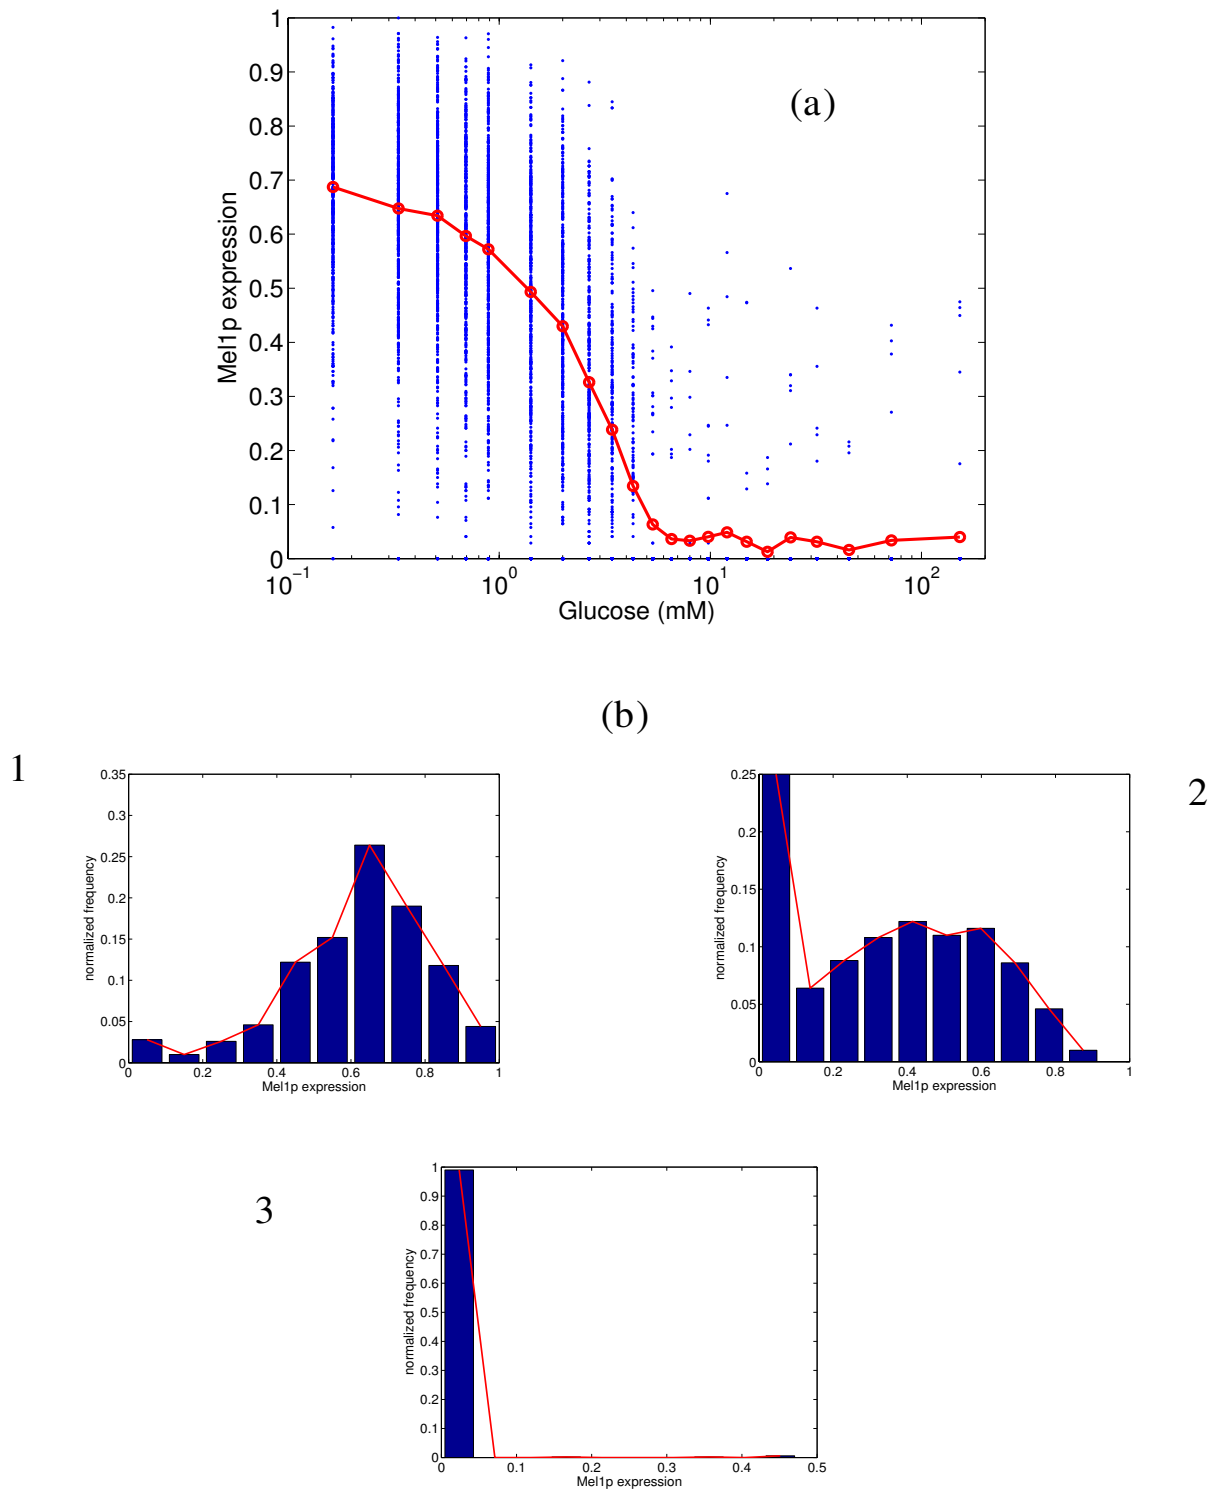 (a)
1
0.9
0.8
0.7
0.6
0.5
0.4
0.3
0.2
0.1
0
Mel1p expression
10⁻¹ 10⁰ 10¹ 10²
Glucose (mM)
(b)
1
0.35
0.3
0.25
0.2
0.15
0.1
0.05
0
normalized frequency
0 0.2 0.4 0.6 0.8 1
Mel1p expression
2
0.25
0.2
0.15
0.1
0.05
0
normalized frequency
0 0.2 0.4 0.6 0.8 1
Mel1p expression
3
1
0.9
0.8
0.7
0.6
0.5
0.4
0.3
0.2
0.1
0
normalized frequency
0 0.1 0.2 0.3 0.4 0.5
Mel1p expression